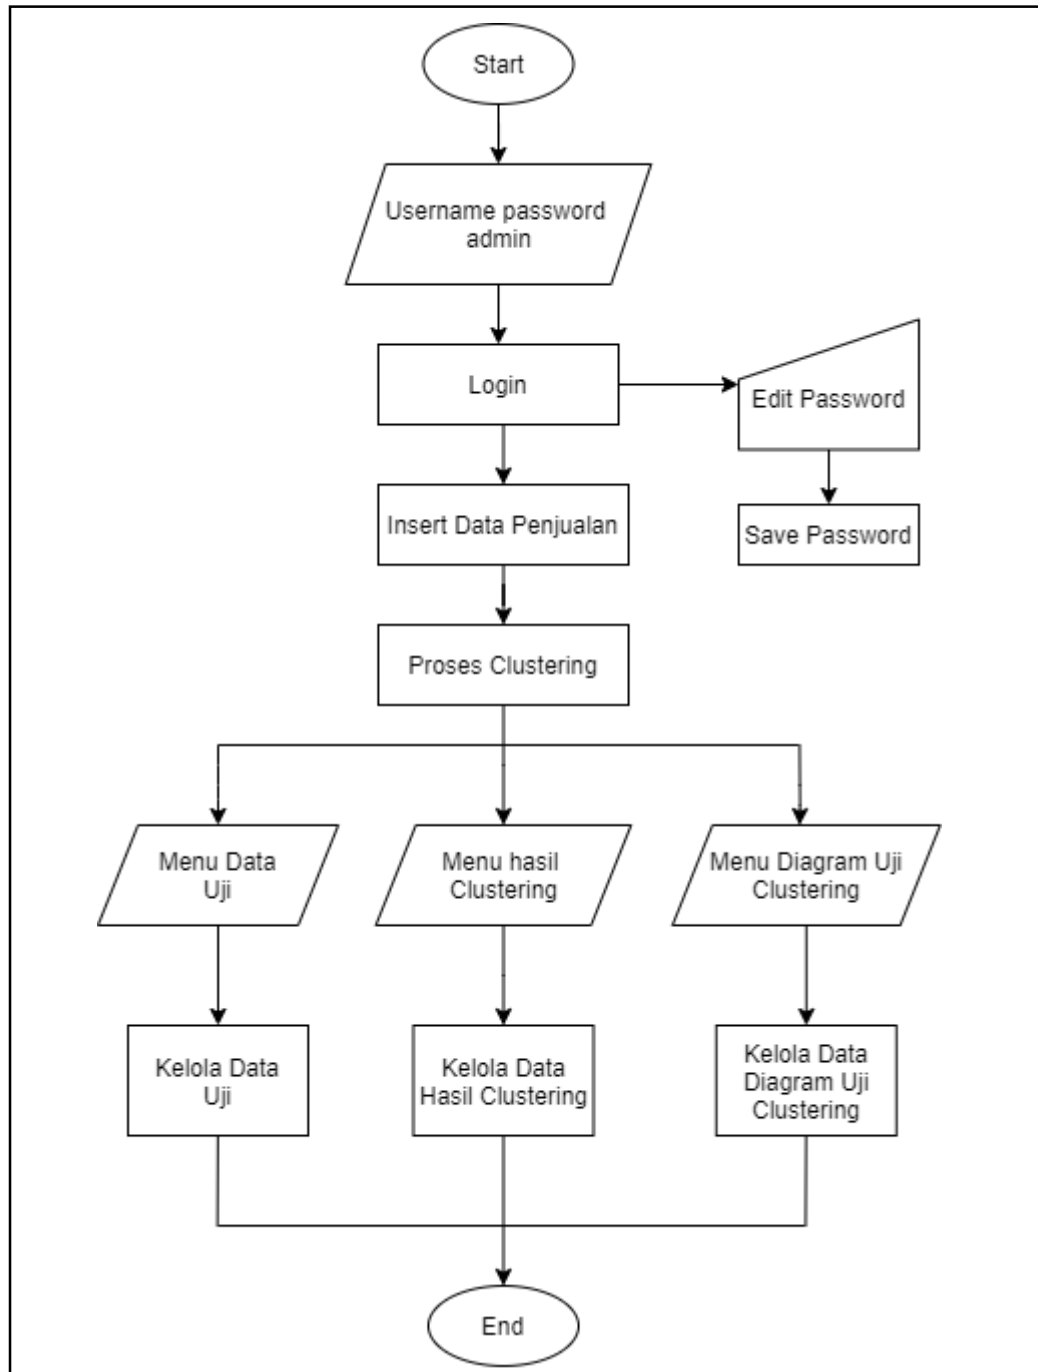 Start
Username password
admin
Login
Edit Password
Insert Data Penjualan
Save Password
Proses Clustering
Menu Data
Uji
Menu hasil
Clustering
Menu Diagram Uji
Clustering
Kelola Data
Uji
Kelola Data
Hasil Clustering
Kelola Data
Diagram Uji
Clustering
End